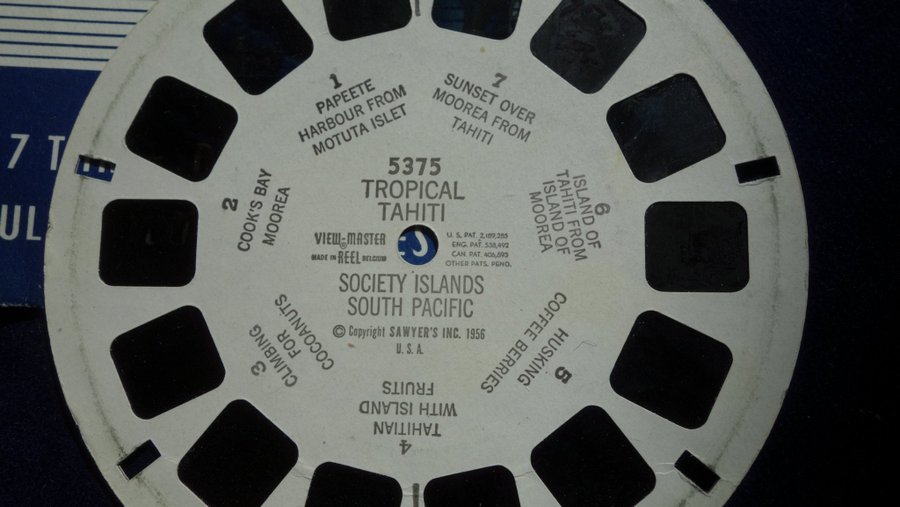 7 T
UL
5375
TROPICAL
TAHITI
VIEW-MASTER
MADE IN REEL BELGIUM
U.S. PAT. 2,189,285
ENG. PAT. 538,492
CAN. PAT. 406,693
OTHER PATS. PEND.
SOCIETY ISLANDS
SOUTH PACIFIC
© Copyright SAWYER'S INC. 1956
U.S.A.
1
PAPEETE
HARBOUR FROM
MOTUTA ISLET
2
COOK'S BAY
MOOREA
3
CLIMBING
FOR
COCOANUTS
4
TAHITIAN
WITH ISLAND
FRUITS
5
HUSKING
COFFEE BERRIES
6
ISLAND OF
TAHITI FROM
ISLAND OF
MOOREA
7
SUNSET OVER
MOOREA FROM
TAHITI